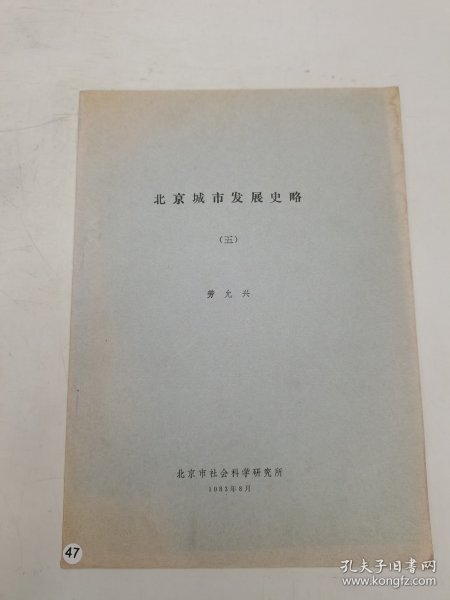 北京城市发展史略
（五）
劳允兴
北京市社会科学研究所
1983年8月
47
孔夫子旧书网
www.kongfz.com